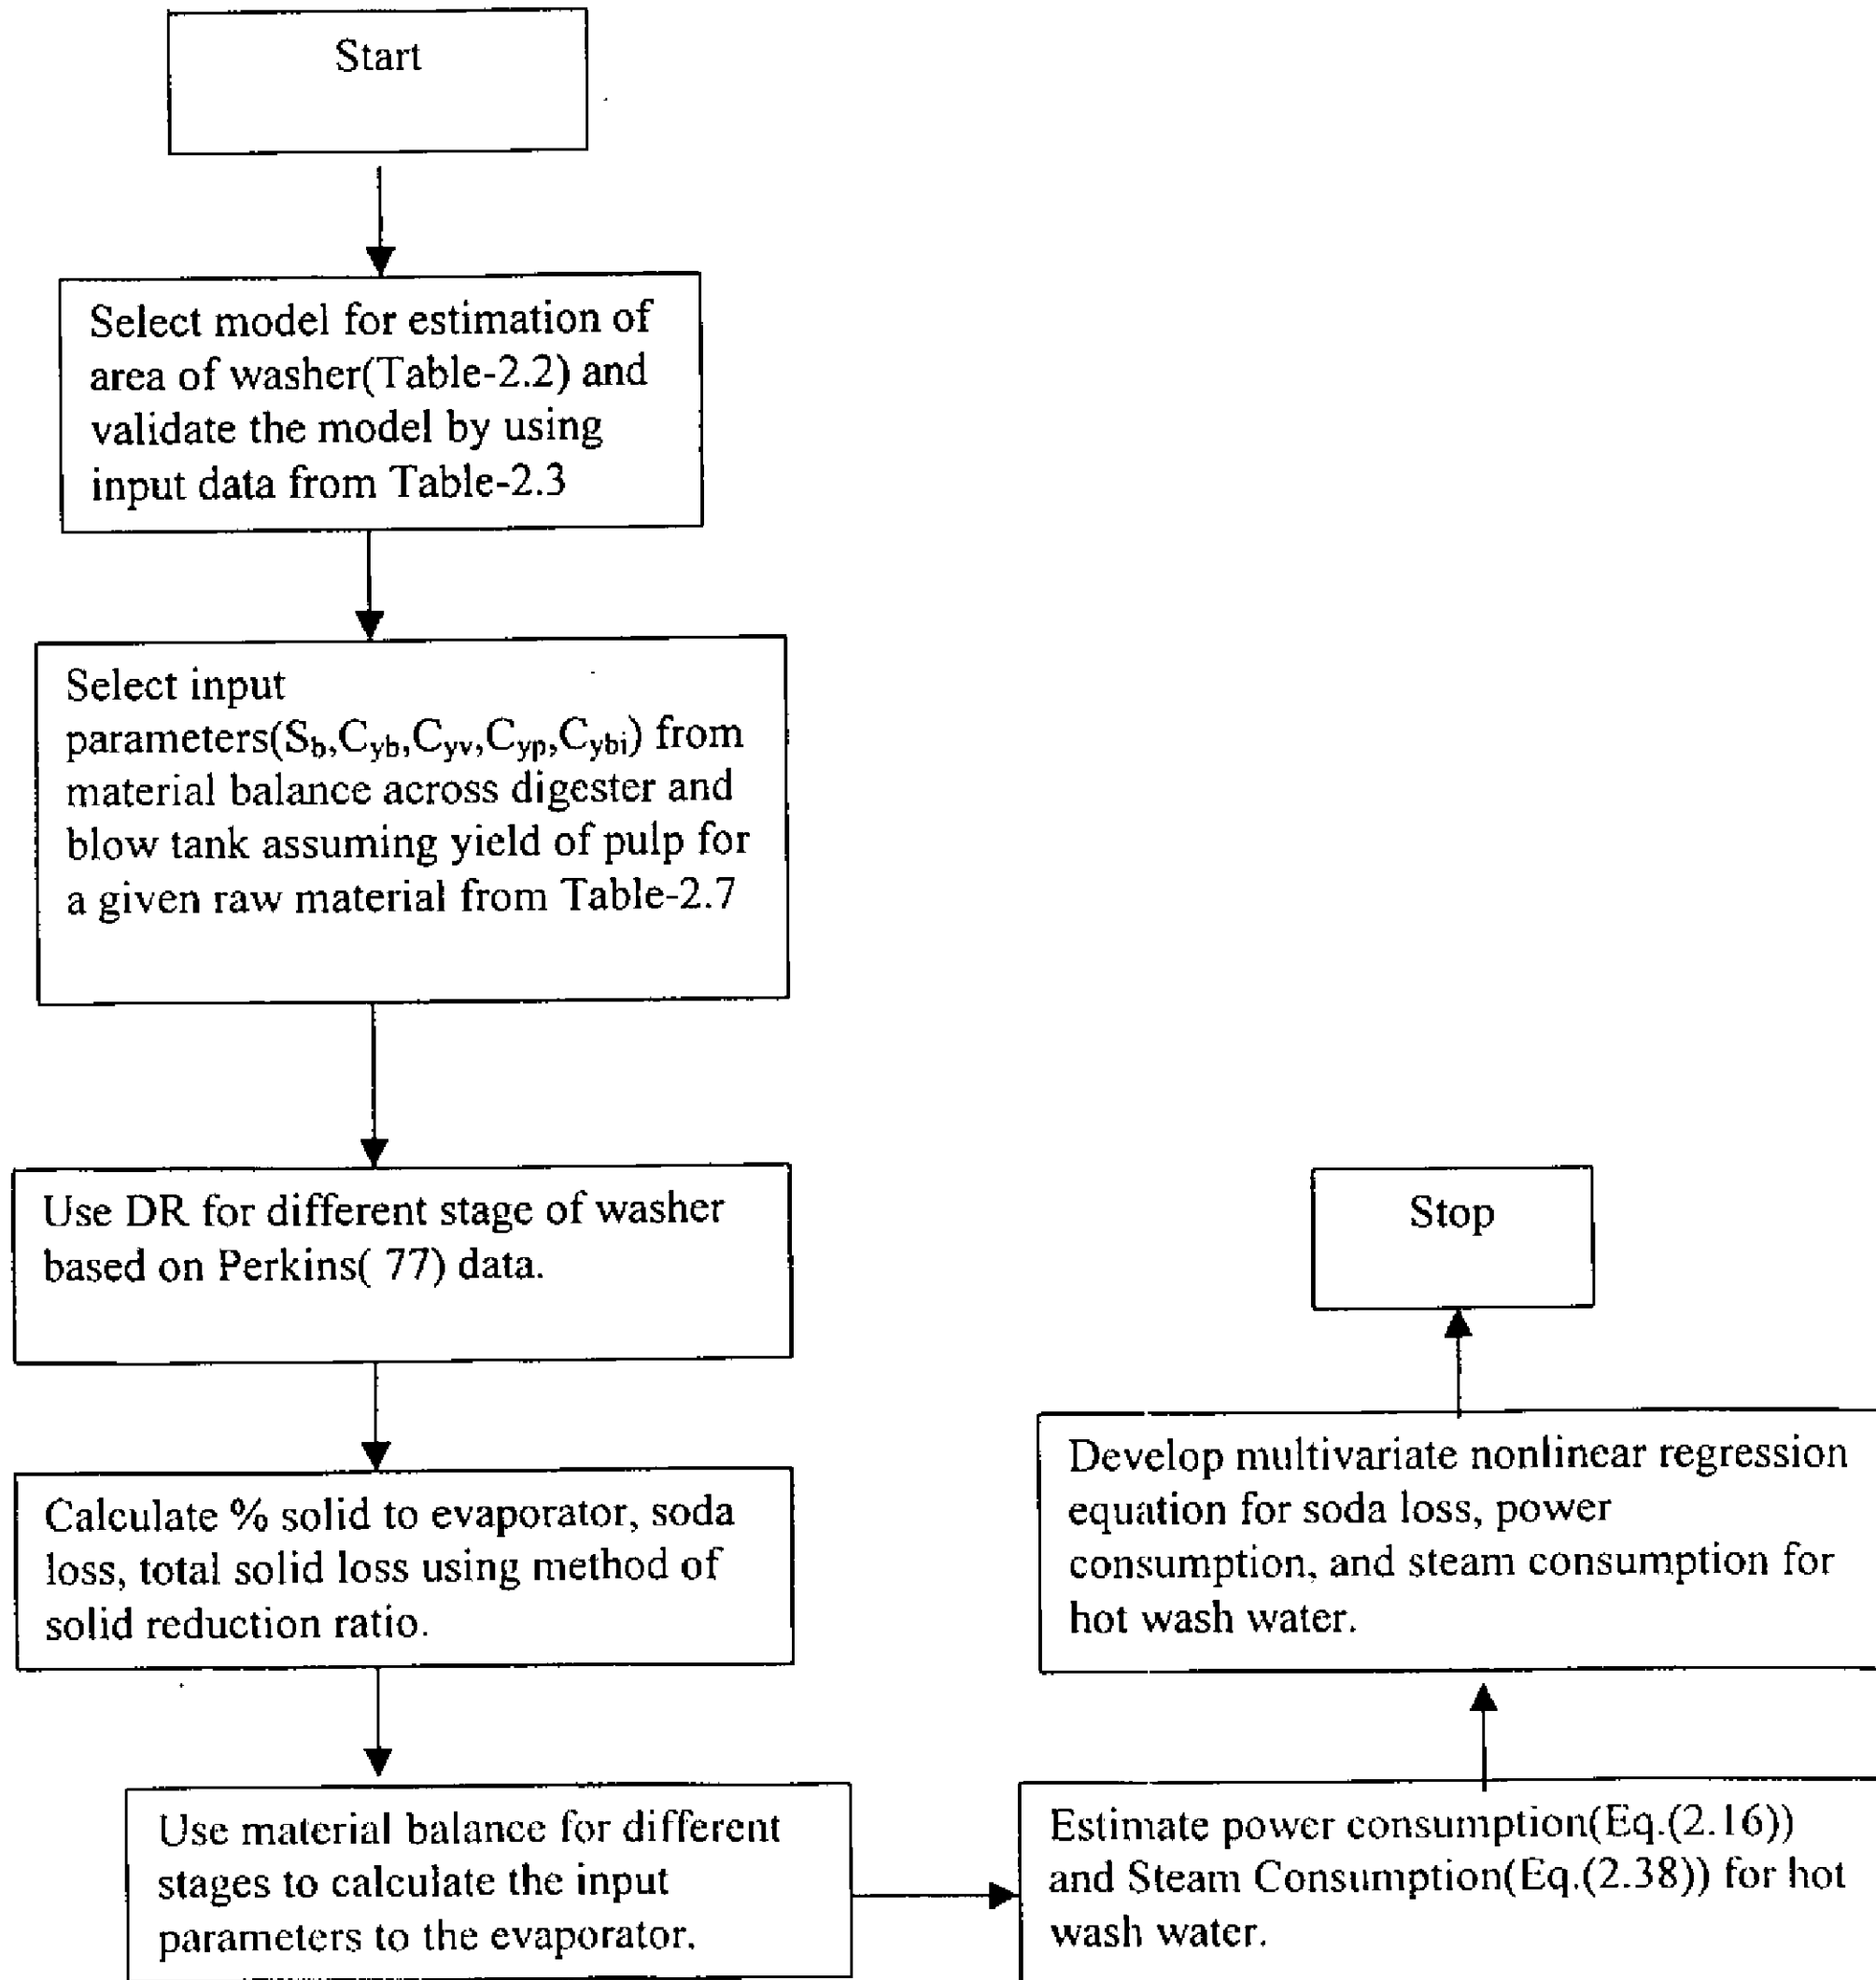 Start
Select model for estimation of
area of washer(Table-2.2) and
validate the model by using
input data from Table-2.3
Select input
parameters(S_b,C_yb,C_yv,C_yp,C_ybi) from
material balance across digester and
blow tank assuming yield of pulp for
a given raw material from Table-2.7
Use DR for different stage of washer
based on Perkins( 77) data.
Calculate % solid to evaporator, soda
loss, total solid loss using method of
solid reduction ratio.
Use material balance for different
stages to calculate the input
parameters to the evaporator.
Estimate power consumption(Eq.(2.16))
and Steam Consumption(Eq.(2.38)) for hot
wash water.
Develop multivariate nonlinear regression
equation for soda loss, power
consumption, and steam consumption for
hot wash water.
Stop